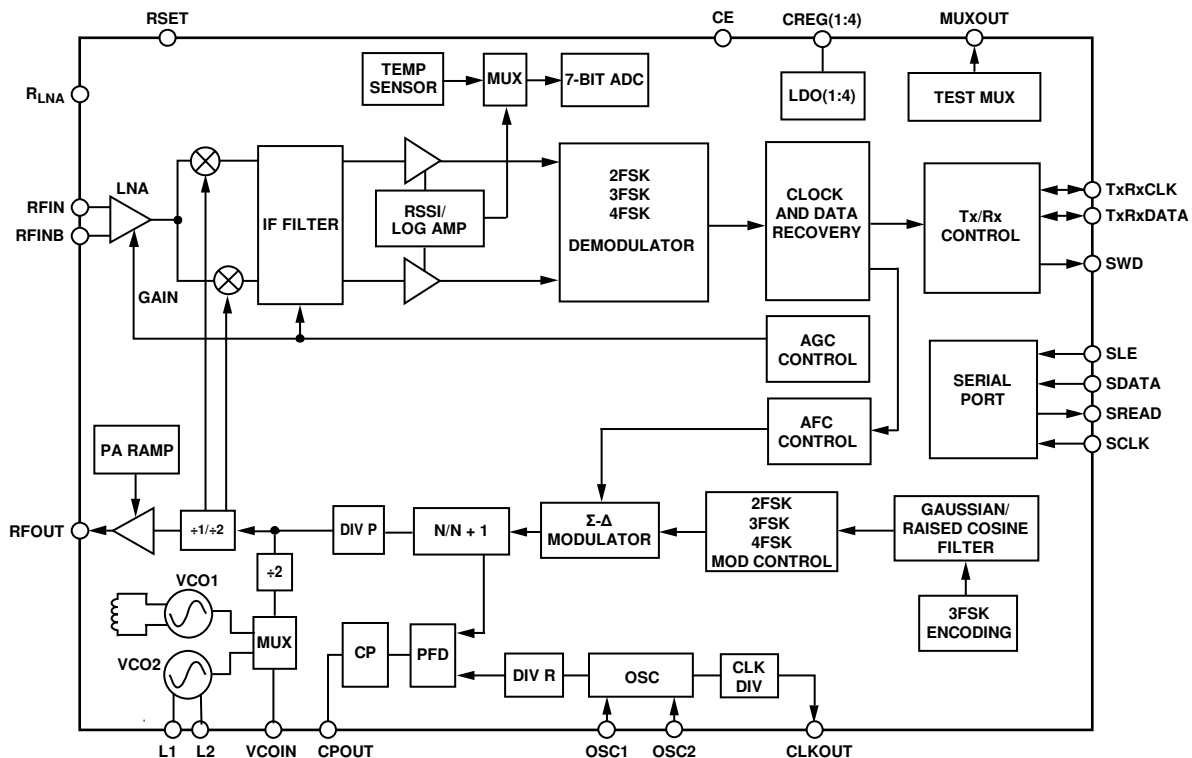 RSET
CE
CREG(1:4)
MUXOUT
TEMP
SENSOR
MUX
7-BIT ADC
LDO(1:4)
TEST MUX
RLNA
LNA
RFIN
RFINB
GAIN
IF FILTER
RSSI/
LOG AMP
2FSK
3FSK
4FSK
DEMODULATOR
CLOCK
AND DATA
RECOVERY
Tx/Rx
CONTROL
TxRxCLK
TxRxDATA
SWD
AGC
CONTROL
SERIAL
PORT
SLE
SDATA
SREAD
SCLK
AFC
CONTROL
PA RAMP
RFOUT
÷1/÷2
DIV P
N/N + 1
Σ-Δ
MODULATOR
2FSK
3FSK
4FSK
MOD CONTROL
GAUSSIAN/
RAISED COSINE
FILTER
3FSK
ENCODING
÷2
VCO1
VCO2
MUX
CP
PFD
DIV R
OSC
CLK
DIV
L1
L2
VCOIN
CPOUT
OSC1
OSC2
CLKOUT